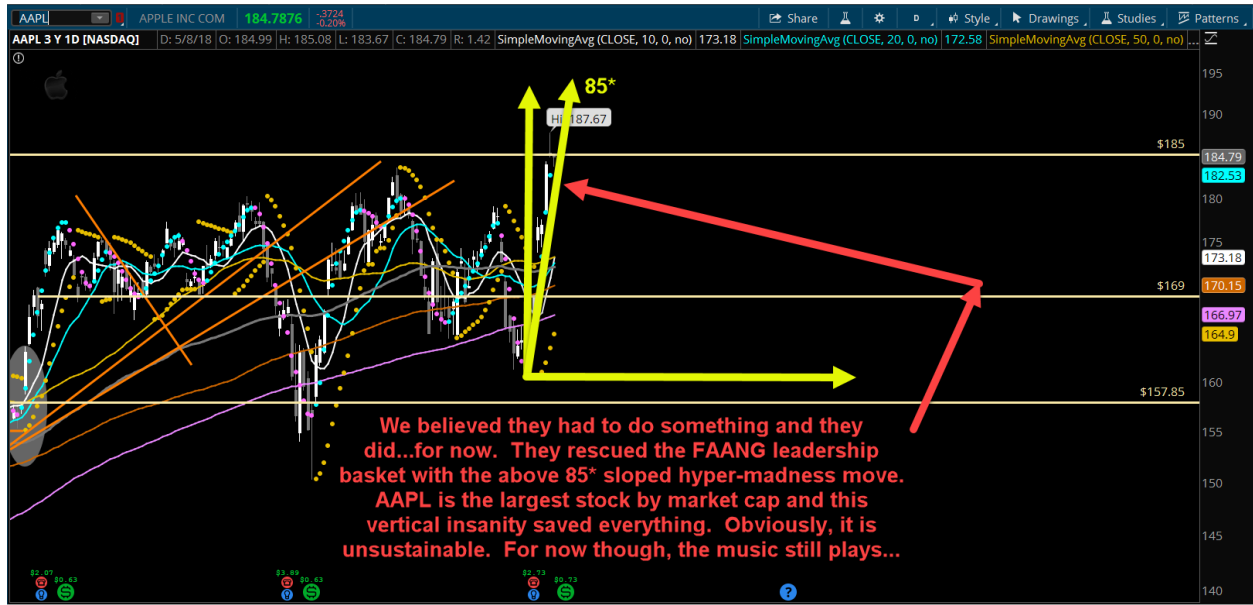 AAPL
APPLE INC COM
184.7876
-.3724
-0.20%
Share
D
Style
Drawings
Studies
Patterns
AAPL 3 Y 1D [NASDAQ]
D: 5/8/18
O: 184.99
H: 185.08
L: 183.67
C: 184.79
R: 1.42
SimpleMovingAvg (CLOSE, 10, 0, no)
173.18
SimpleMovingAvg (CLOSE, 20, 0, no)
172.58
SimpleMovingAvg (CLOSE, 50, 0, no)
...
85*
Hi: 187.67
$185
$169
$157.85
195
190
184.79
182.53
180
175
173.18
170.15
166.97
164.9
160
155
150
145
140
We believed they had to do something and they
did...for now. They rescued the FAANG leadership
basket with the above 85* sloped hyper-madness move.
AAPL is the largest stock by market cap and this
vertical insanity saved everything. Obviously, it is
unsustainable. For now though, the music still plays...
$2.07
$0.63
$3.89
$0.63
$2.73
$0.73